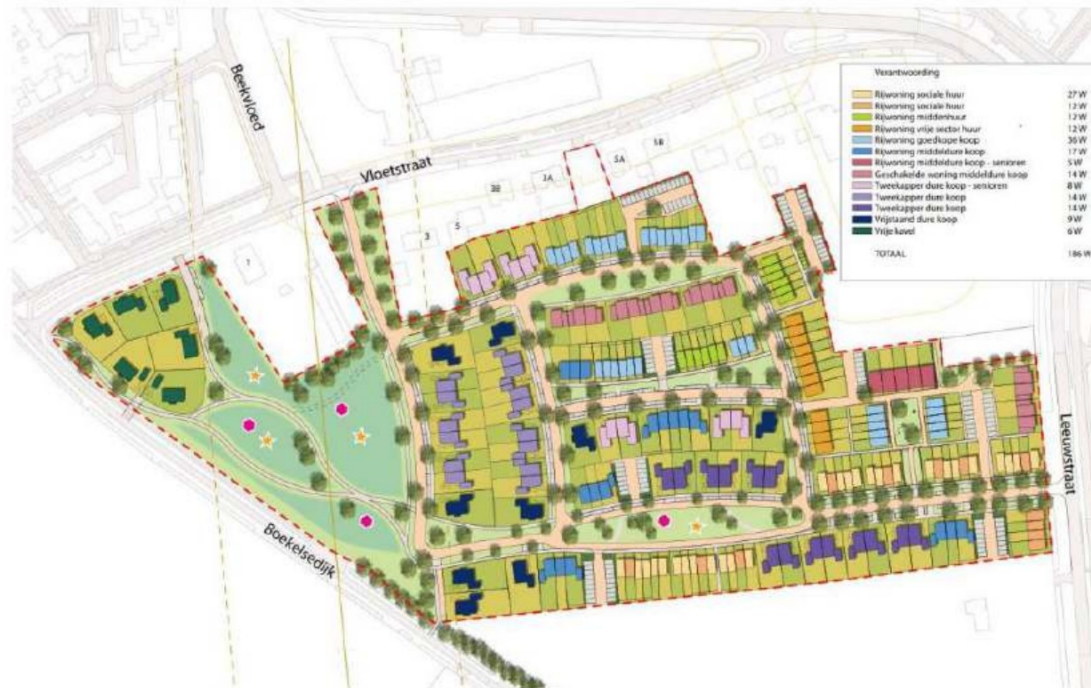 Beekvloed
Vloetstraat
Verantwoording
Rijwoning sociale huur 27 W
Rijwoning sociale huur 12 W
Rijwoning middenhuur 12 W
Rijwoning vrije sector huur 12 W
Rijwoning goedkope koop 36 W
Rijwoning middeldure koop 17 W
Rijwoning middeldure koop - senioren 5 W
Geschakelde woning middeldure koop 14 W
Tweekapper dure koop - senioren 8 W
Tweekapper dure koop 14 W
Tweekapper dure koop 14 W
Vrijstaand dure koop 9 W
Vrije kavel 6 W
TOTAAL 186 W
5B
5A
3A
3B
5
3
1
Leeuwstraat
Boekelsedijk